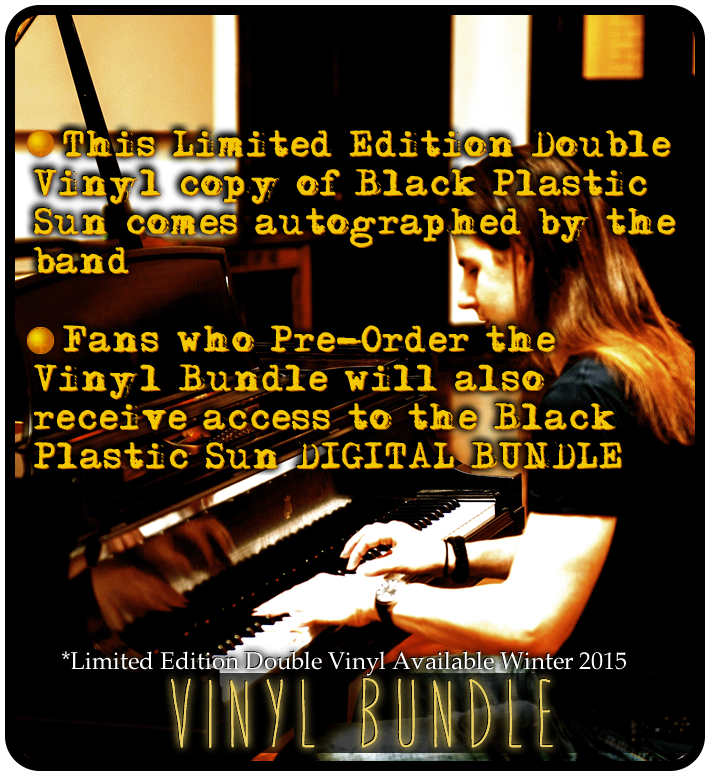 This Limited Edition Double
Vinyl copy of Black Plastic
Sun comes autographed by the
band
Fans who Pre-Order the
Vinyl Bundle will also
receive access to the Black
Plastic Sun DIGITAL BUNDLE
*Limited Edition Double Vinyl Available Winter 2015
VINYL BUNDLE